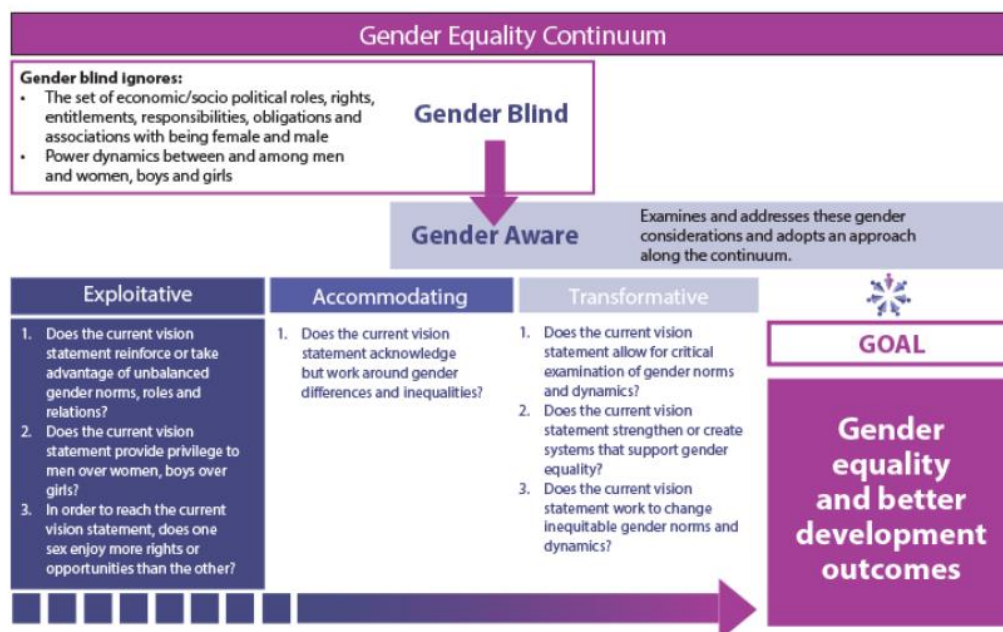 Gender Equality Continuum
Gender blind ignores:
• The set of economic/socio political roles, rights,
entitlements, responsibilities, obligations and
associations with being female and male
• Power dynamics between and among men
and women, boys and girls
Gender Blind
Gender Aware
Examines and addresses these gender
considerations and adopts an approach
along the continuum.
Exploitative
1. Does the current vision
statement reinforce or take
advantage of unbalanced
gender norms, roles and
relations?
2. Does the current vision
statement provide privilege to
men over women, boys over
girls?
3. In order to reach the current
vision statement, does one
sex enjoy more rights or
opportunities than the other?
Accommodating
1. Does the current vision
statement acknowledge
but work around gender
differences and inequalities?
Transformative
1. Does the current vision
statement allow for critical
examination of gender norms
and dynamics?
2. Does the current vision
statement strengthen or create
systems that support gender
equality?
3. Does the current vision
statement work to change
inequitable gender norms and
dynamics?
GOAL
Gender
equality
and better
development
outcomes